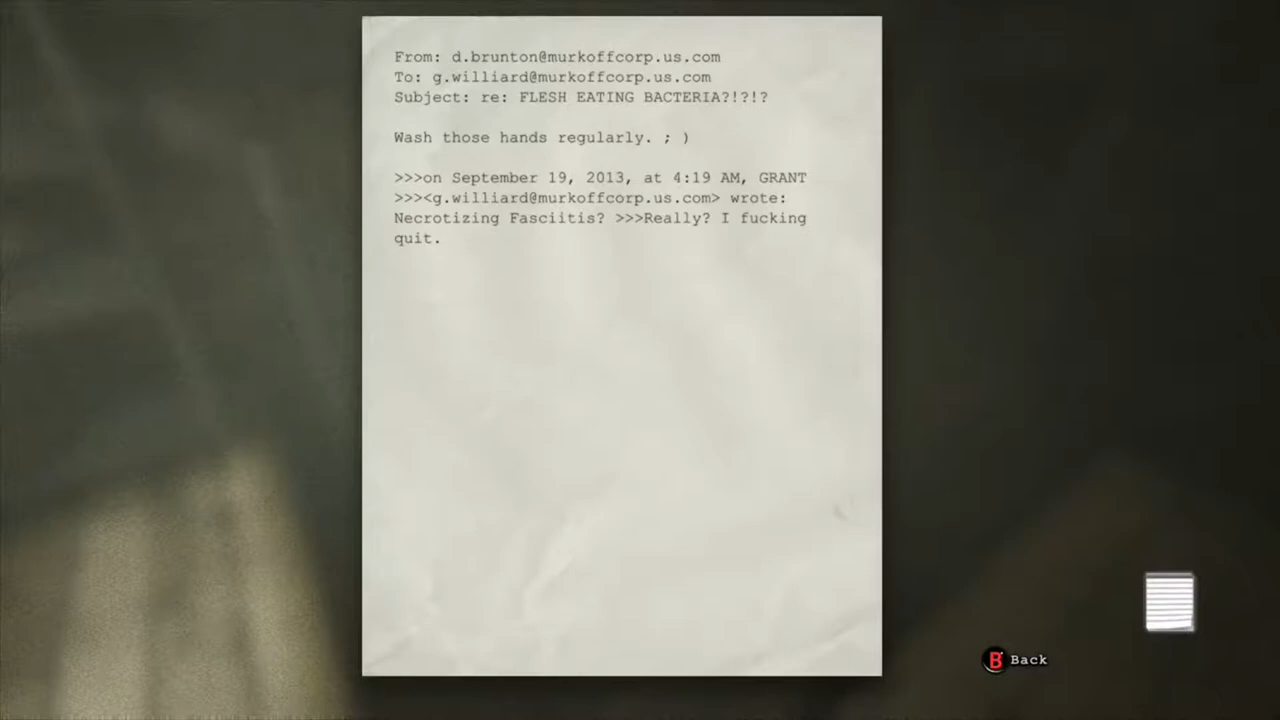 From: d.brunton@murkoffcorp.us.com
To: g.williard@murkoffcorp.us.com
Subject: re: FLESH EATING BACTERIA?!?!?
Wash those hands regularly. ; )
>>>on September 19, 2013, at 4:19 AM, GRANT
>>><g.williard@murkoffcorp.us.com> wrote:
Necrotizing Fasciitis? >>>Really? I fucking
quit.
B Back